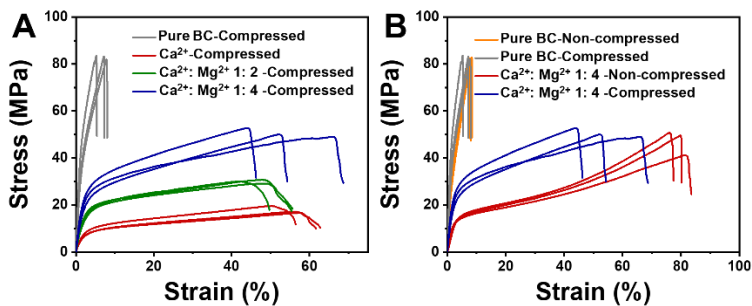 A
Stress (MPa)
100
80
60
40
20
0
Pure BC-Compressed
Ca²⁺-Compressed
Ca²⁺: Mg²⁺ 1: 2 -Compressed
Ca²⁺: Mg²⁺ 1: 4 -Compressed
0 20 40 60
Strain (%)
B
Stress (MPa)
100
80
60
40
20
0
Pure BC-Non-compressed
Pure BC-Compressed
Ca²⁺: Mg²⁺ 1: 4 -Non-compressed
Ca²⁺: Mg²⁺ 1: 4 -Compressed
0 20 40 60 80 100
Strain (%)